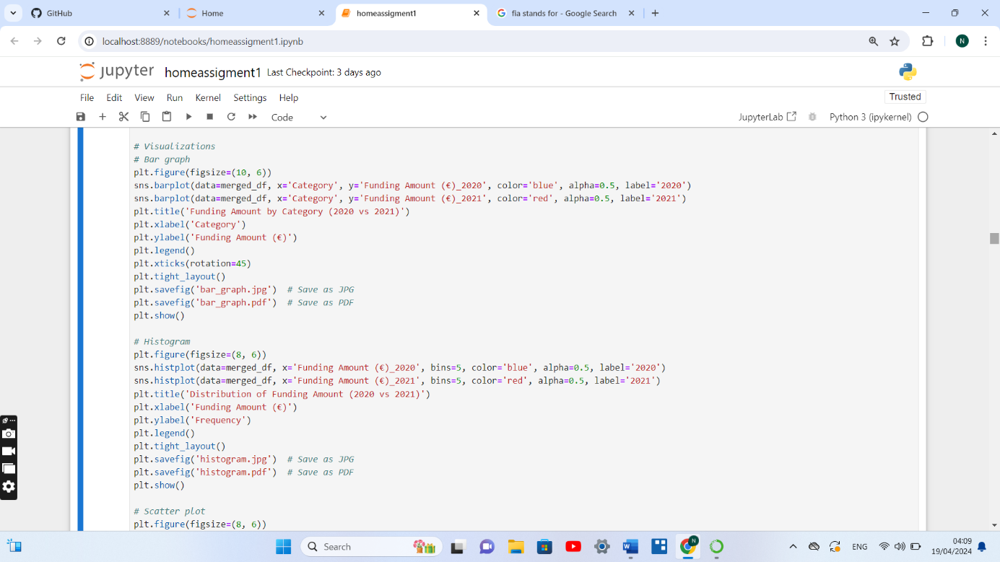 GitHub
Home
homeassigment1
fia stands for - Google Search
localhost:8889/notebooks/homeassigment1.ipynb
N
jupyter homeassigment1 Last Checkpoint: 3 days ago
File Edit View Run Kernel Settings Help
Trusted
Code
JupyterLab
Python 3 (ipykernel)
# Visualizations
# Bar graph
plt.figure(figsize=(10, 6))
sns.barplot(data=merged_df, x='Category', y='Funding Amount (€)_2020', color='blue', alpha=0.5, label='2020')
sns.barplot(data=merged_df, x='Category', y='Funding Amount (€)_2021', color='red', alpha=0.5, label='2021')
plt.title('Funding Amount by Category (2020 vs 2021)')
plt.xlabel('Category')
plt.ylabel('Funding Amount (€)')
plt.legend()
plt.xticks(rotation=45)
plt.tight_layout()
plt.savefig('bar_graph.jpg')  # Save as JPG
plt.savefig('bar_graph.pdf')  # Save as PDF
plt.show()
# Histogram
plt.figure(figsize=(8, 6))
sns.histplot(data=merged_df, x='Funding Amount (€)_2020', bins=5, color='blue', alpha=0.5, label='2020')
sns.histplot(data=merged_df, x='Funding Amount (€)_2021', bins=5, color='red', alpha=0.5, label='2021')
plt.title('Distribution of Funding Amount (2020 vs 2021)')
plt.xlabel('Funding Amount (€)')
plt.ylabel('Frequency')
plt.legend()
plt.tight_layout()
plt.savefig('histogram.jpg')  # Save as JPG
plt.savefig('histogram.pdf')  # Save as PDF
plt.show()
# Scatter plot
plt.figure(figsize=(8, 6))
Search
N
ENG
04:09
19/04/2024